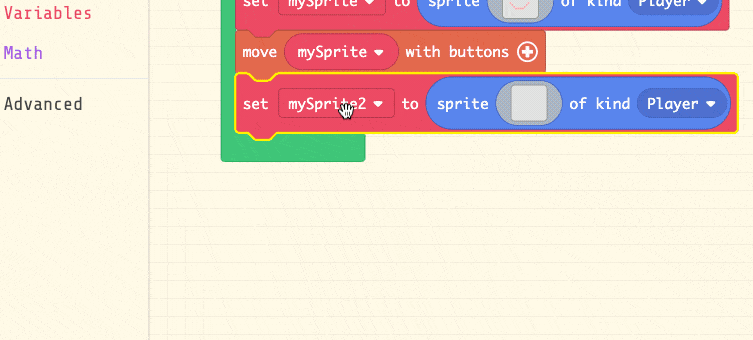 set mySprite to sprite of kind Player
Variables
move mySprite with buttons
Math
set mySprite2 to sprite of kind Player
Advanced